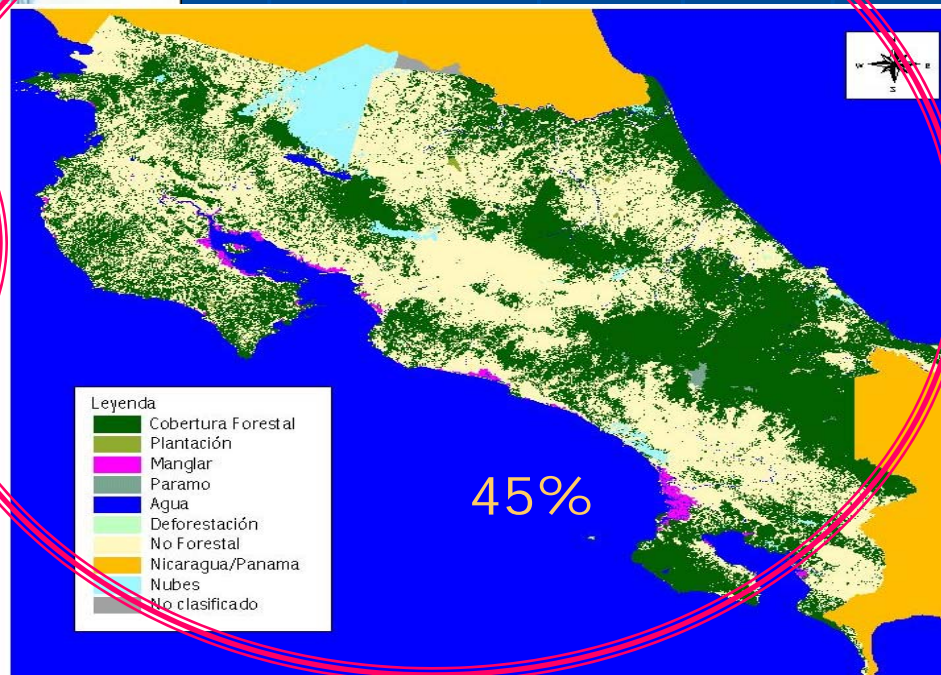 W E
S
Leyenda
Cobertura Forestal
Plantación
Manglar
Paramo
Agua
Deforestación
No Forestal
Nicaragua/Panama
Nubes
No clasificado
45%